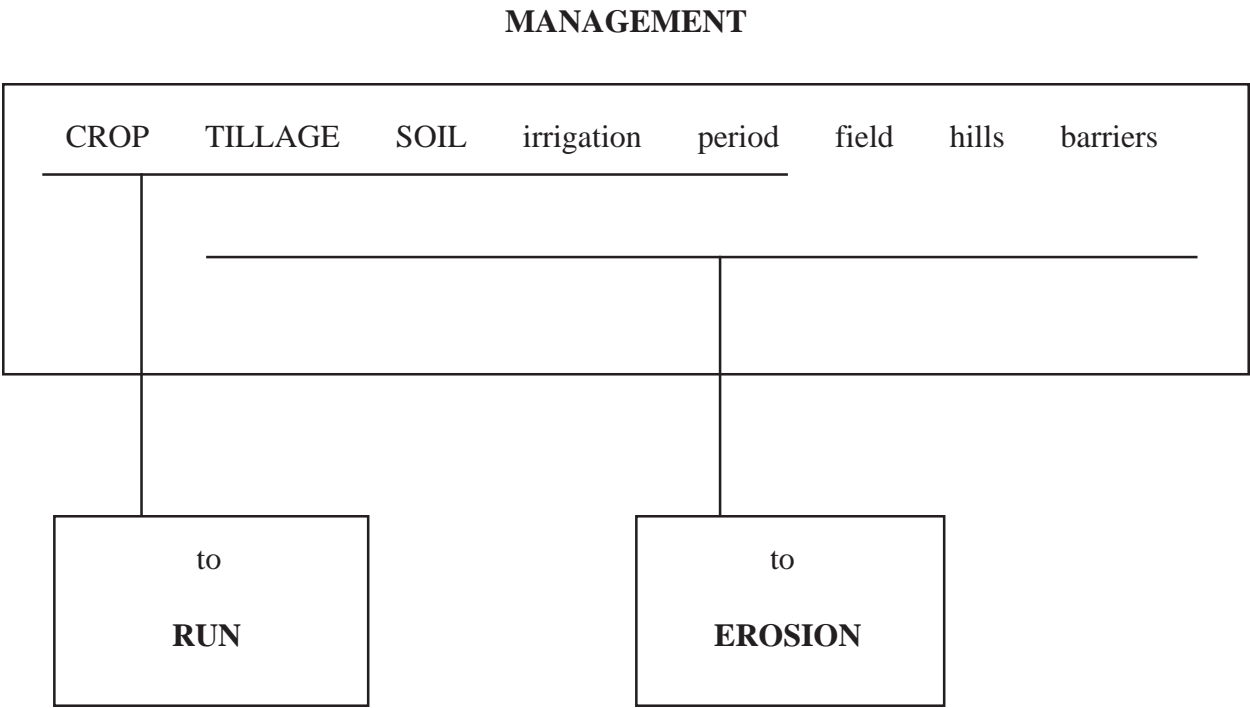 MANAGEMENT
CROP TILLAGE SOIL irrigation period field hills barriers
to
RUN
to
EROSION